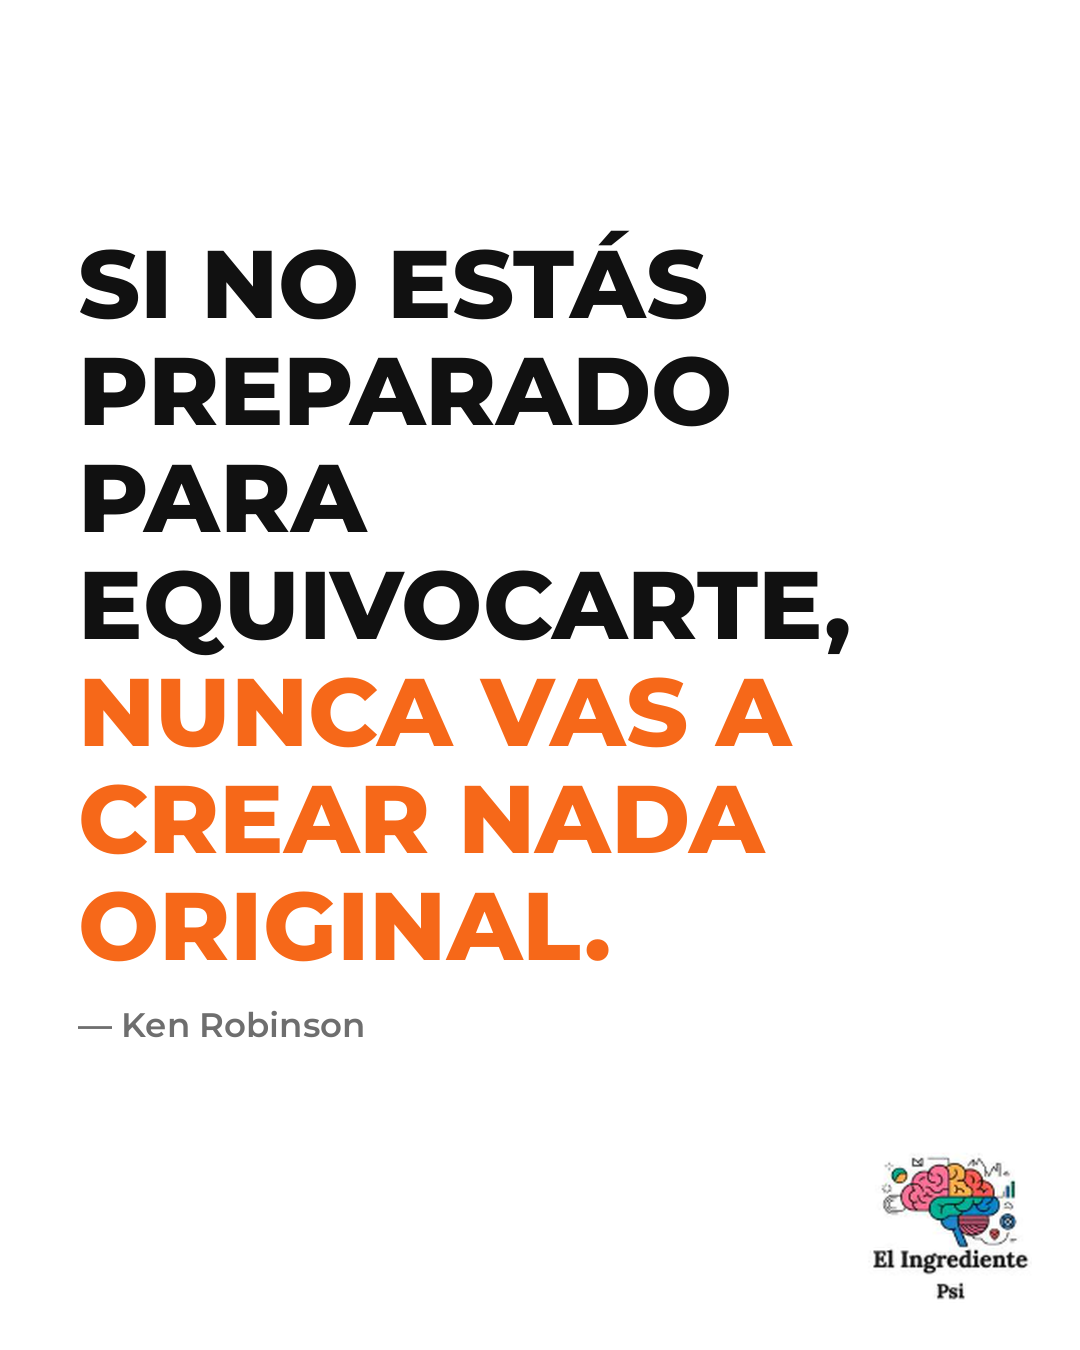 SI NO ESTÁS
PREPARADO
PARA
EQUIVOCARTE,
NUNCA VAS A
CREAR NADA
ORIGINAL.
— Ken Robinson
El Ingrediente
Psi